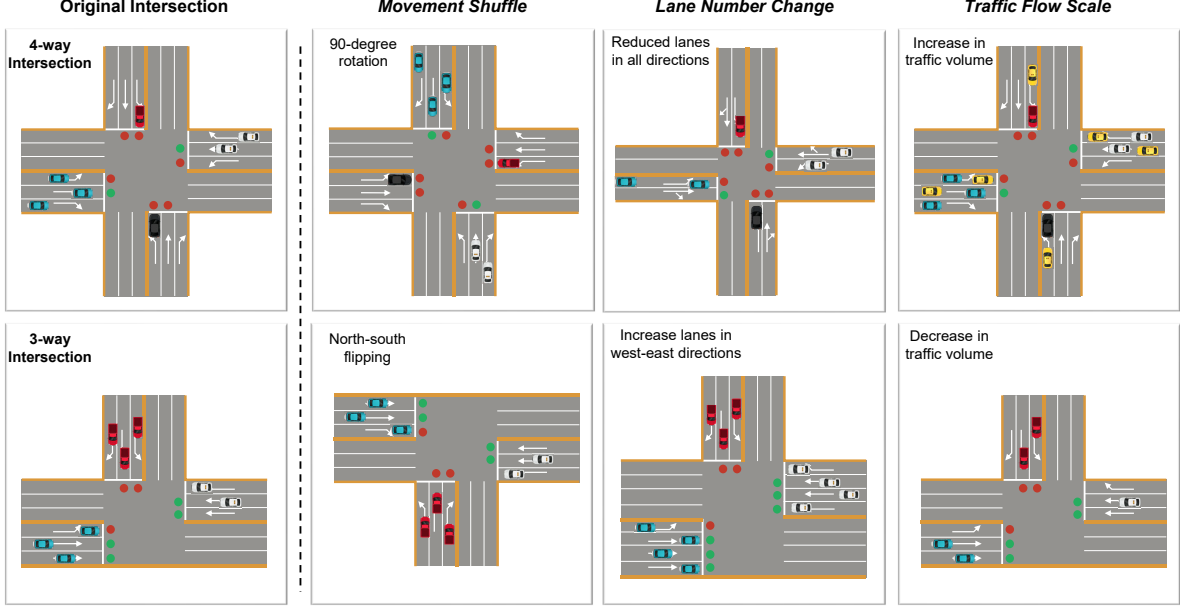 Original Intersection
Movement Shuffle
Lane Number Change
Traffic Flow Scale
4-way
Intersection
90-degree
rotation
Reduced lanes
in all directions
Increase in
traffic volume
3-way
Intersection
North-south
flipping
Increase lanes in
west-east directions
Decrease in
traffic volume